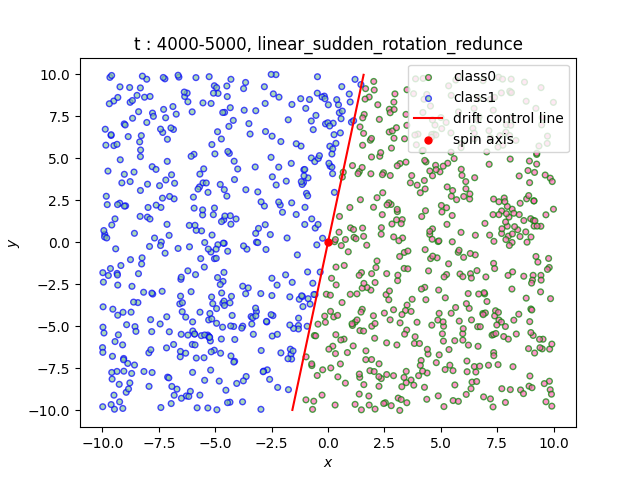 t : 4000-5000, linear_sudden_rotation_redunce
class0
class1
drift control line
spin axis
y
10.0
7.5
5.0
2.5
0.0
−2.5
−5.0
−7.5
−10.0
−10.0 −7.5 −5.0 −2.5 0.0 2.5 5.0 7.5 10.0
x